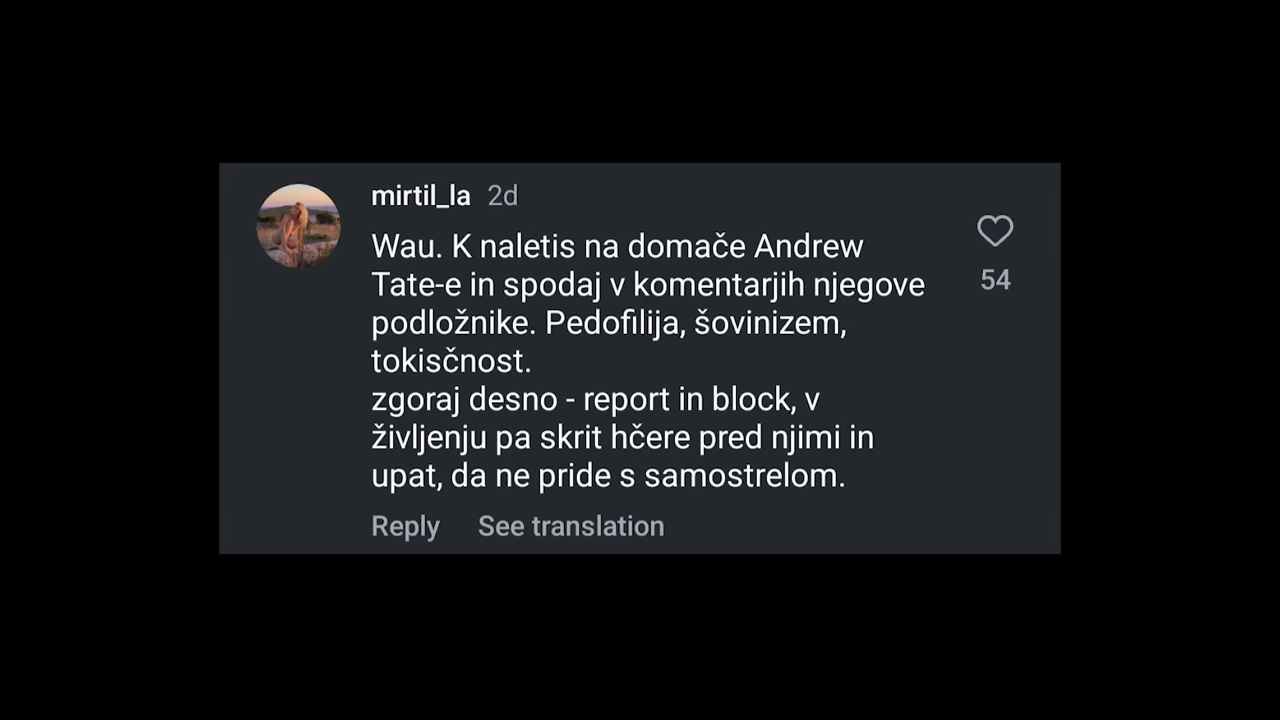 mirtil_la 2d
Wau. K naletis na domače Andrew
Tate-e in spodaj v komentarjih njegove
podložnike. Pedofilija, šovinizem,
tokisčnost.
zgoraj desno - report in block, v
življenju pa skrit hčere pred njimi in
upat, da ne pride s samostrelom.
54
Reply See translation